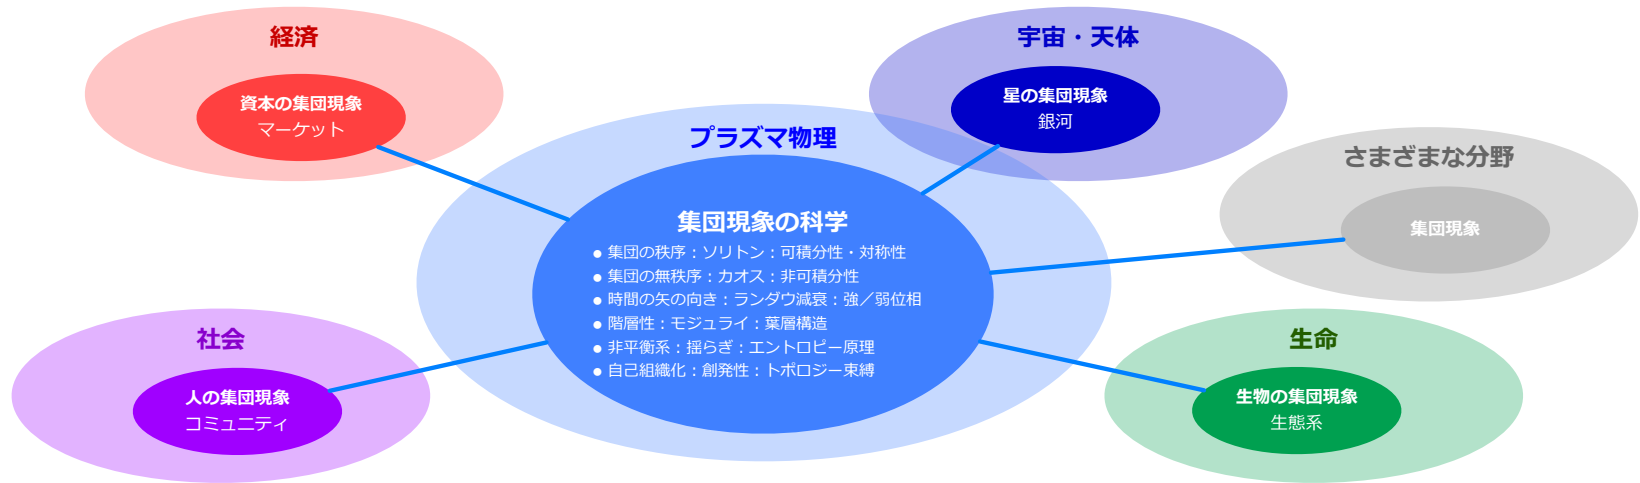 経済
資本の集団現象
マーケット
宇宙・天体
星の集団現象
銀河
プラズマ物理
集団現象の科学
● 集団の秩序：ソリトン：可積分性・対称性
● 集団の無秩序：カオス：非可積分性
● 時間の矢の向き：ランダウ減衰：強／弱位相
● 階層性：モジュライ：葉層構造
● 非平衡系：揺らぎ：エントロピー原理
● 自己組織化：創発性：トポロジー束縛
さまざまな分野
集団現象
社会
人の集団現象
コミュニティ
生命
生物の集団現象
生態系